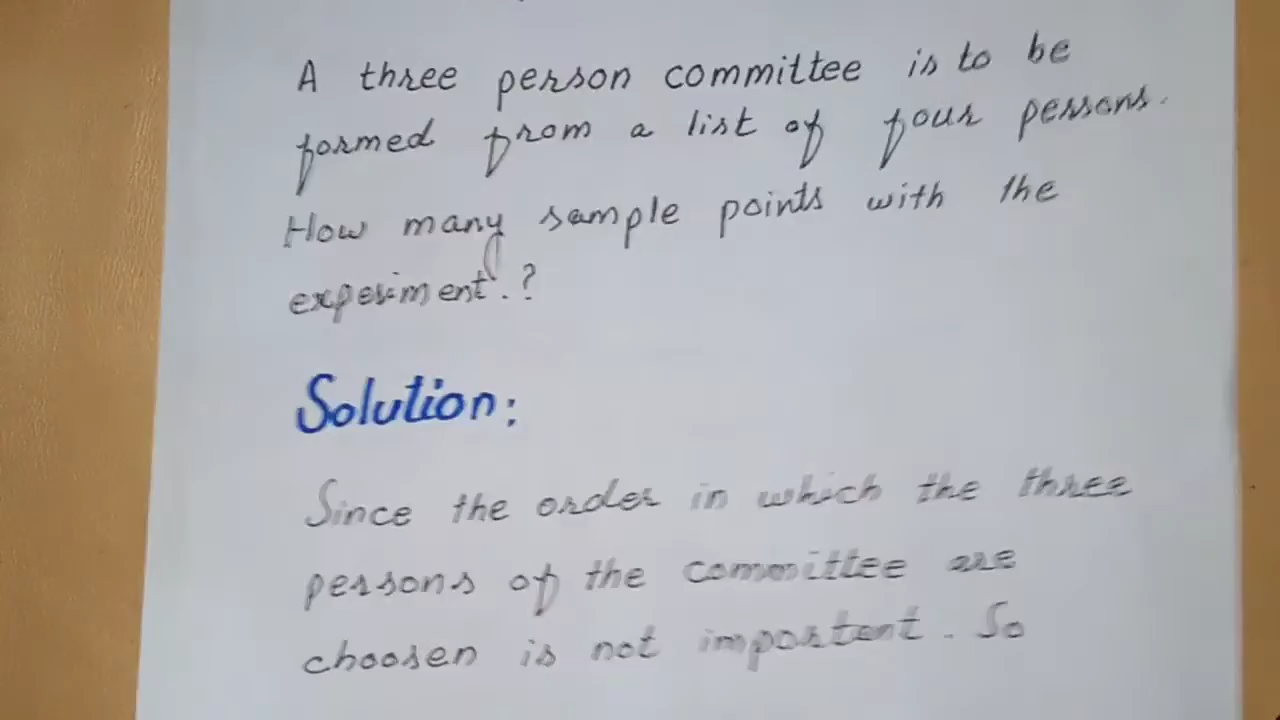 A three person committee is to be
formed from a list of four persons.
How many sample points with the
experiment.?
Solution:
Since the order in which the three
persons of the committee are
choosen is not important. So